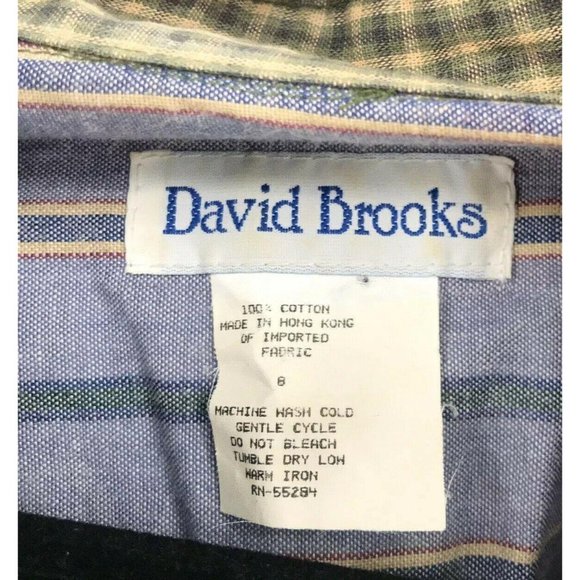 David Brooks
100% COTTON
MADE IN HONG KONG
OF IMPORTED
FABRIC
8
MACHINE WASH COLD
GENTLE CYCLE
DO NOT BLEACH
TUMBLE DRY LOW
WARM IRON
RN-55284